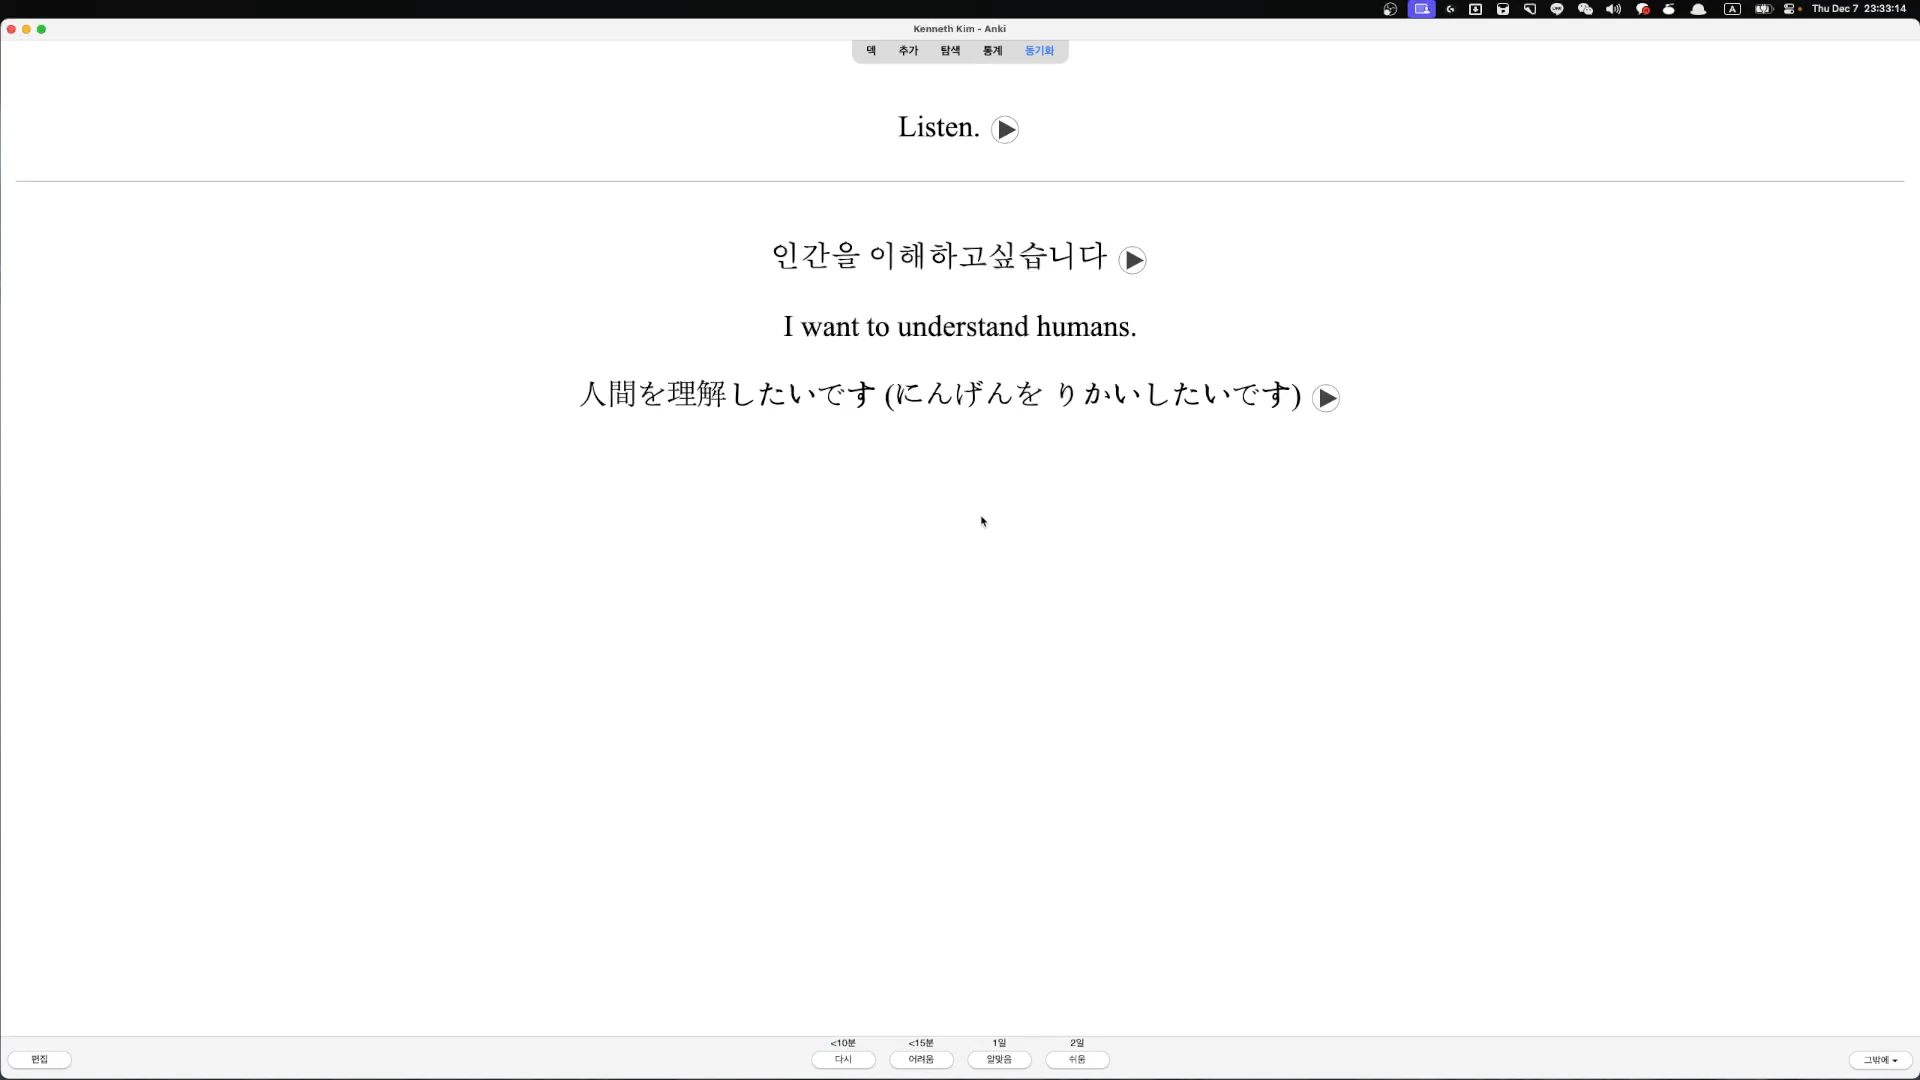 Thu Dec 7 23:33:14
Kenneth Kim - Anki
덱 추가 탐색 통계 동기화
Listen.
인간을 이해하고싶습니다
I want to understand humans.
人間を理解したいです (にんげんを りかいしたいです)
<10분 <15분 1일 2일
편집 다시 어려움 알맞음 쉬움 그밖에